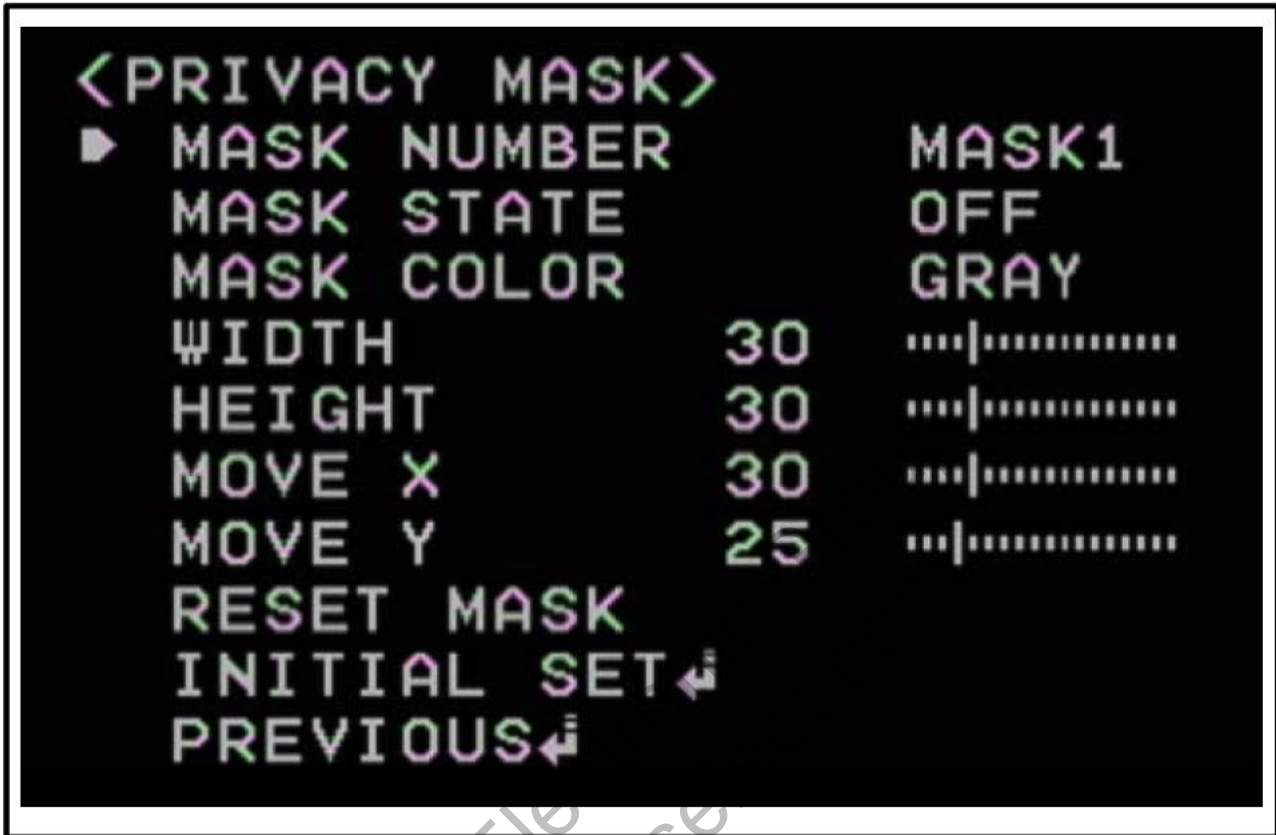 <PRIVACY MASK>
MASK NUMBER MASK1
MASK STATE OFF
MASK COLOR GRAY
WIDTH 30
HEIGHT 30
MOVE X 30
MOVE Y 25
RESET MASK
INITIAL SET
PREVIOUS